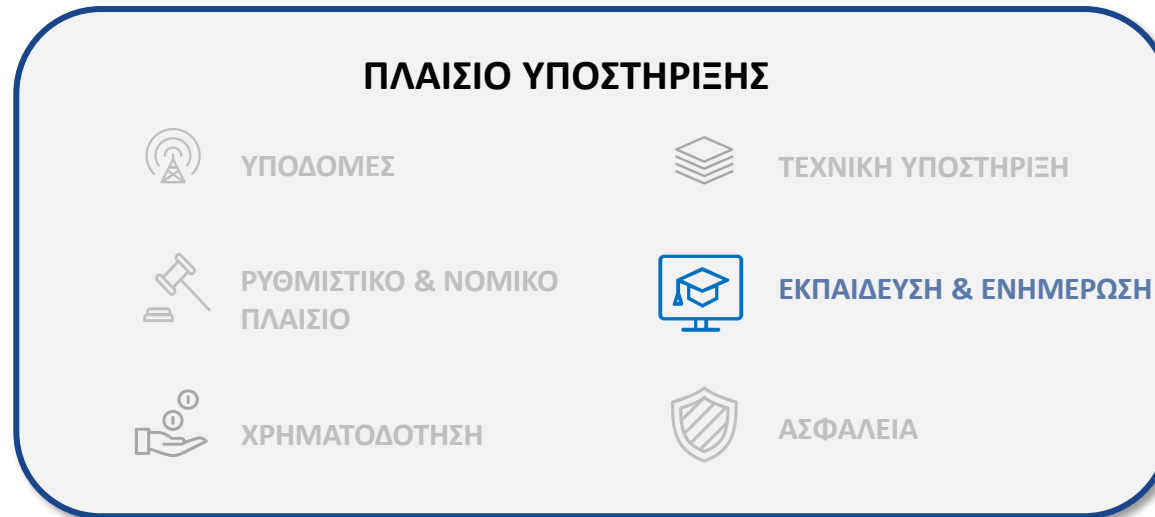 ΠΛΑΙΣΙΟ ΥΠΟΣΤΗΡΙΞΗΣ
ΥΠΟΔΟΜΕΣ
ΤΕΧΝΙΚΗ ΥΠΟΣΤΗΡΙΞΗ
ΡΥΘΜΙΣΤΙΚΟ & ΝΟΜΙΚΟ
ΠΛΑΙΣΙΟ
ΕΚΠΑΙΔΕΥΣΗ & ΕΝΗΜΕΡΩΣΗ
ΧΡΗΜΑΤΟΔΟΤΗΣΗ
ΑΣΦΑΛΕΙΑ